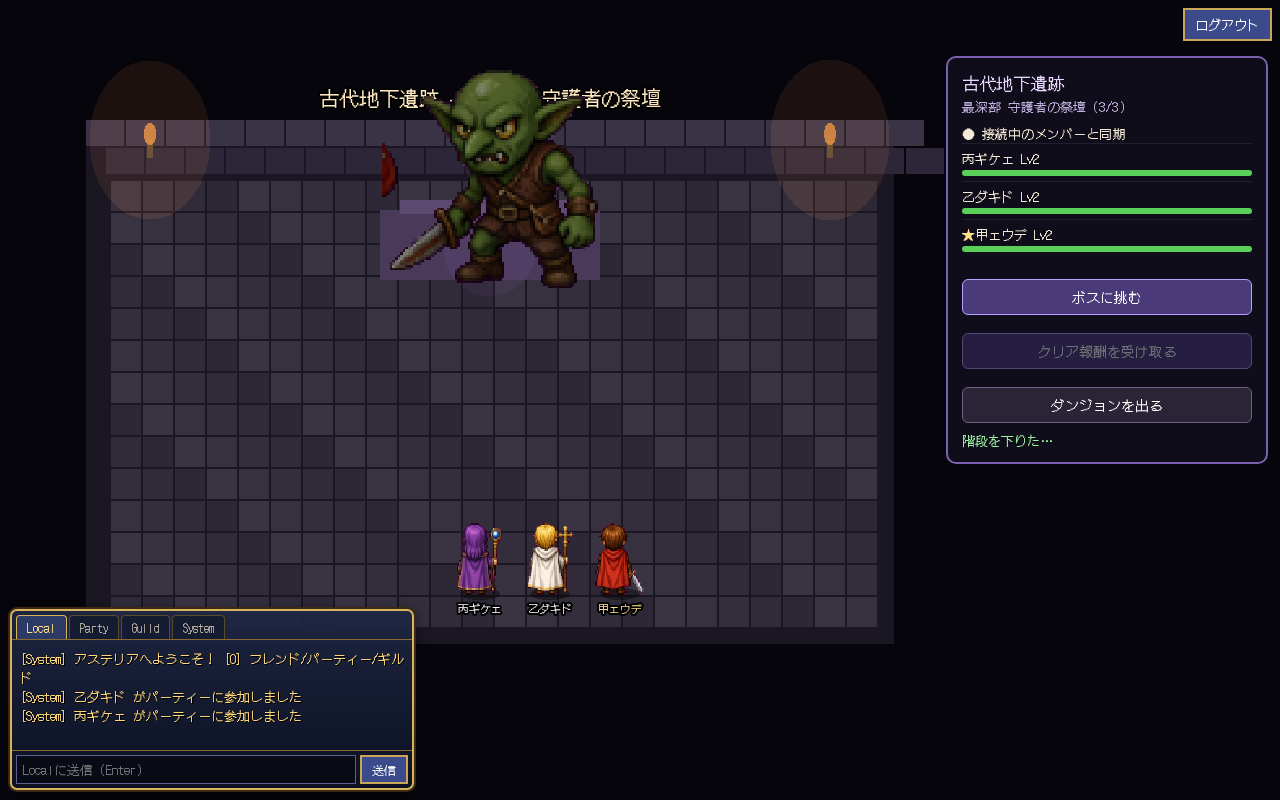 ログアウト
古代地下遺跡 · 守護者の祭壇
古代地下遺跡
最深部 守護者の祭壇 (3/3)
● 接続中のメンバーと同期
丙ギケェ Lv2
乙ダキド Lv2
★甲ェウデ Lv2
ボスに挑む
クリア報酬を受け取る
ダンジョンを出る
階段を下りた…
丙ギケェ 乙ダキド 甲ェウデ
Local Party Guild System
[System] アステリアへようこそ! [O] フレンド/パーティー/ギル
ド
[System] 乙ダキド がパーティーに参加しました
[System] 丙ギケェ がパーティーに参加しました
Localに送信 (Enter) 送信